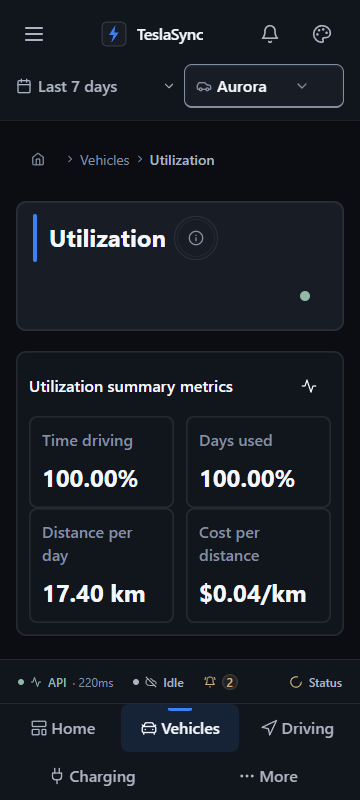 TeslaSync
Last 7 days
Aurora
Vehicles
Utilization
Utilization
Utilization summary metrics
Time driving
100.00%
Days used
100.00%
Distance per
day
17.40 km
Cost per
distance
$0.04/km
API · 220ms
Idle
2
Status
Home
Vehicles
Driving
Charging
More